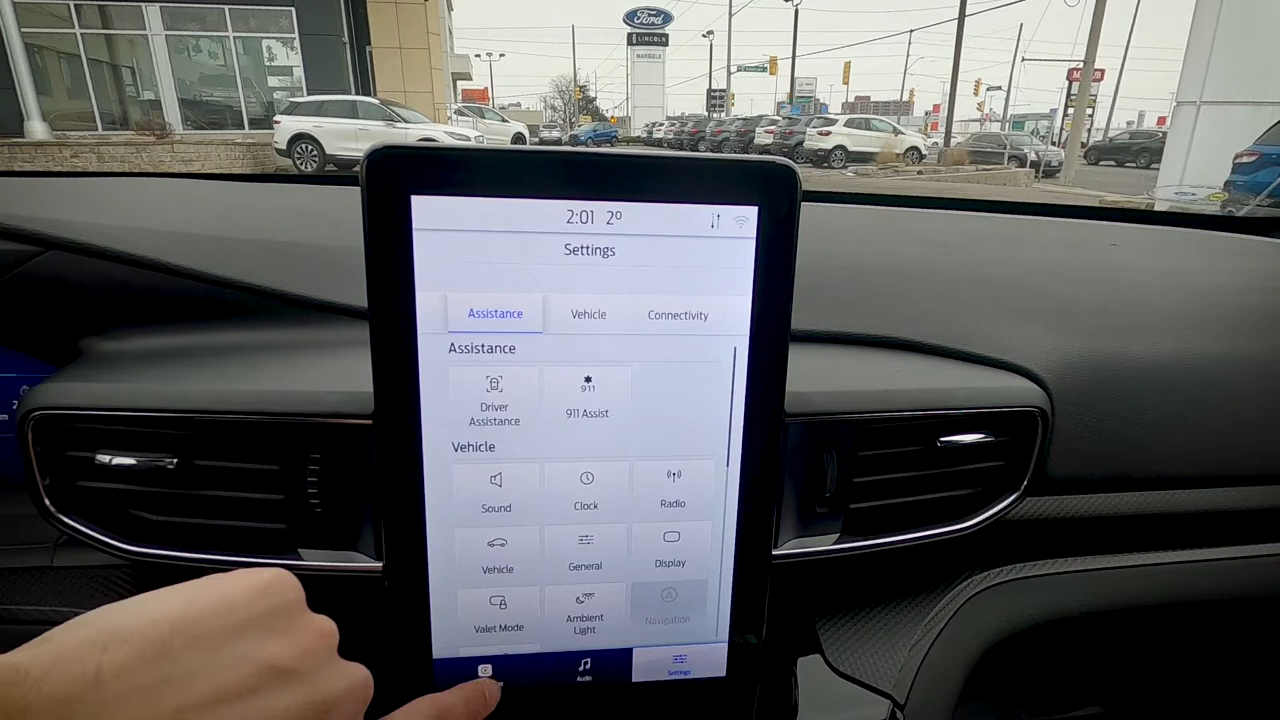 Ford
LINCOLN
MARIGOLD
2:01 2°
Settings
Assistance
Vehicle
Connectivity
Assistance
Driver
Assistance
911
911 Assist
Vehicle
Sound
Clock
Radio
Vehicle
General
Display
Valet Mode
Ambient
Light
Navigation
Audio
Settings